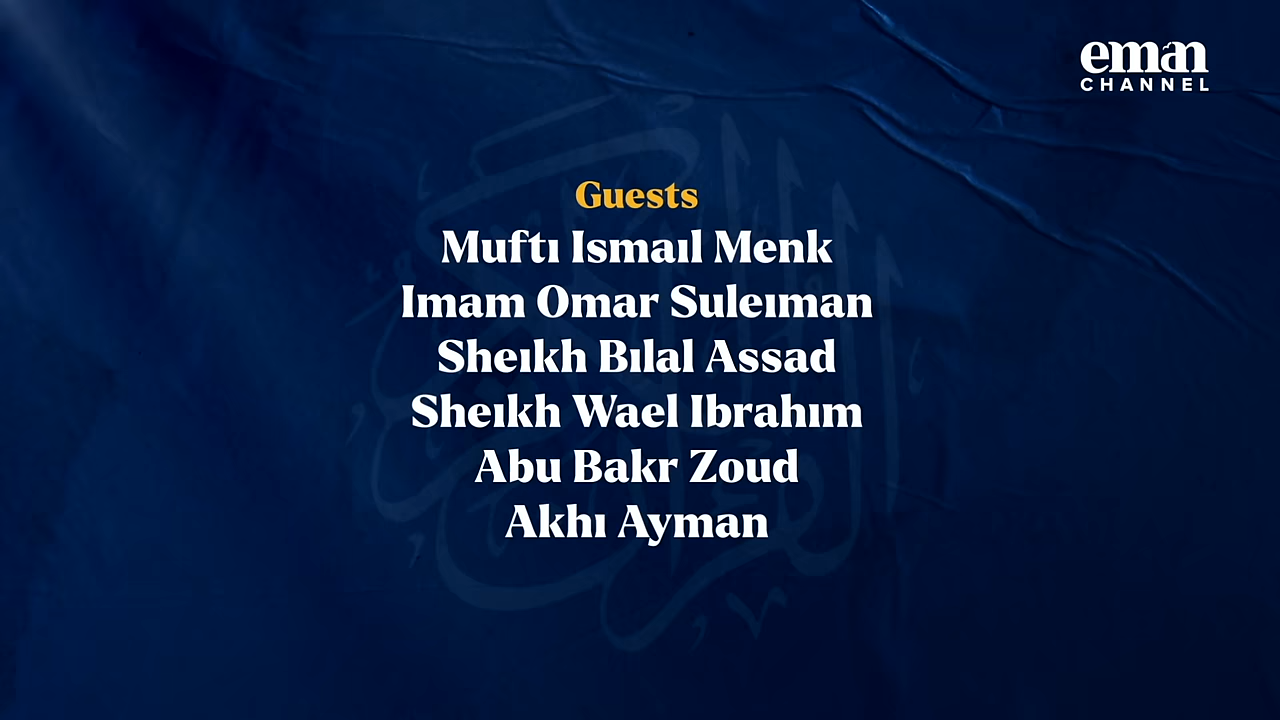 eman
CHANNEL
Guests
Muftı Ismaıl Menk
Imam Omar Suleıman
Sheıkh Bılal Assad
Sheıkh Wael Ibrahım
Abu Bakr Zoud
Akhı Ayman